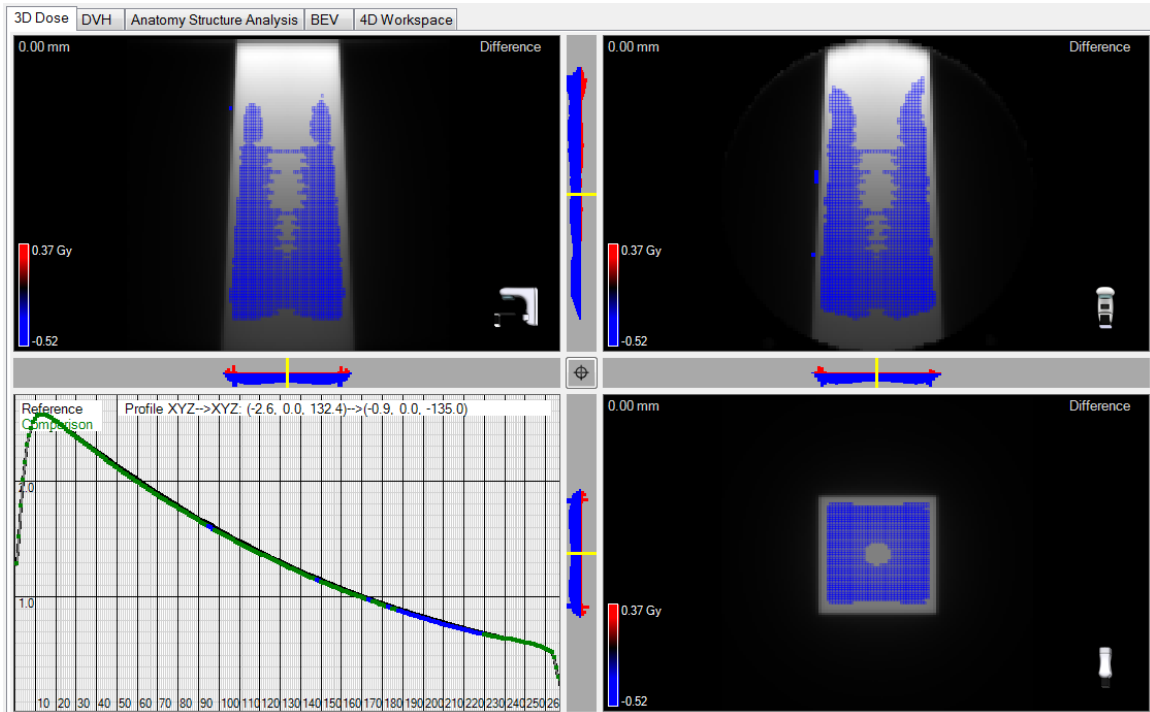 3D Dose DVH Anatomy Structure Analysis BEV 4D Workspace
0.00 mm Difference
0.37 Gy
-0.52
0.00 mm Difference
0.37 Gy
-0.52
Reference Profile XYZ-->XYZ: (-2.6, 0.0, 132.4)-->(-0.9, 0.0, -135.0)
Comparison
2.0
1.0
10 20 30 40 50 60 70 80 90 100 110 120 130 140 150 160 170 180 190 200 210 220 230 240 250 26
0.00 mm Difference
0.37 Gy
-0.52